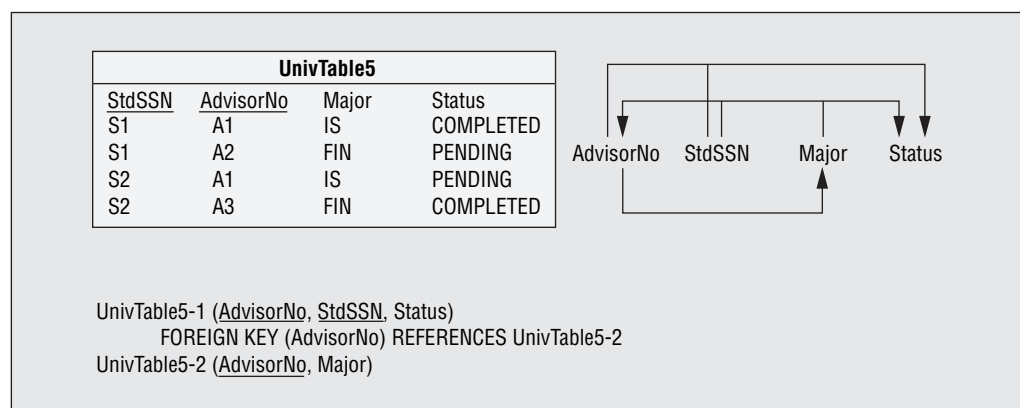 UnivTable5
StdSSN AdvisorNo Major Status
S1 A1 IS COMPLETED
S1 A2 FIN PENDING
S2 A1 IS PENDING
S2 A3 FIN COMPLETED
AdvisorNo StdSSN Major Status
UnivTable5-1 (AdvisorNo, StdSSN, Status)
FOREIGN KEY (AdvisorNo) REFERENCES UnivTable5-2
UnivTable5-2 (AdvisorNo, Major)